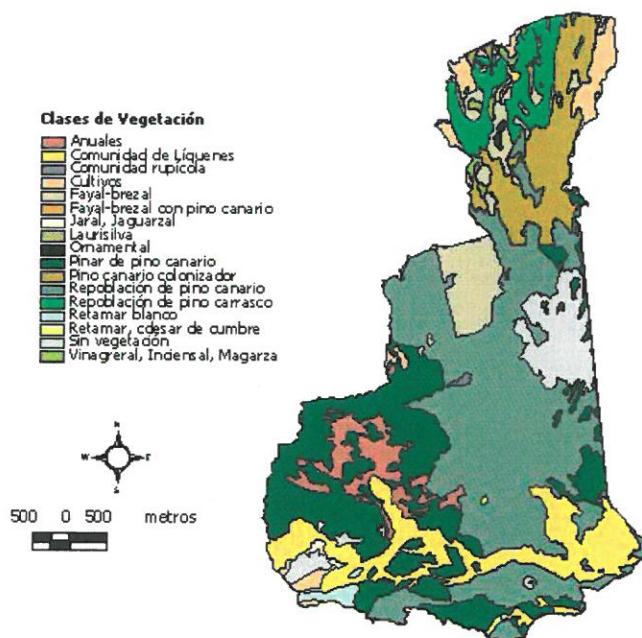 Clases de Vegetación
Anuales
Comunidad de Líquenes
Comunidad rupícola
Cultivos
Fayal-brezal
Fayal-brezal con pino canario
Jaral, Jaguarzal
Laurisilva
Ornamental
Pinar de pino canario
Pino canario colonizador
Repoblación de pino canario
Repoblación de pino carrasco
Retamar blanco
Retamar, codesar de cumbre
Sin vegetación
Vinagreral, Inciensal, Magarza
N
W E
S
500 0 500 metros